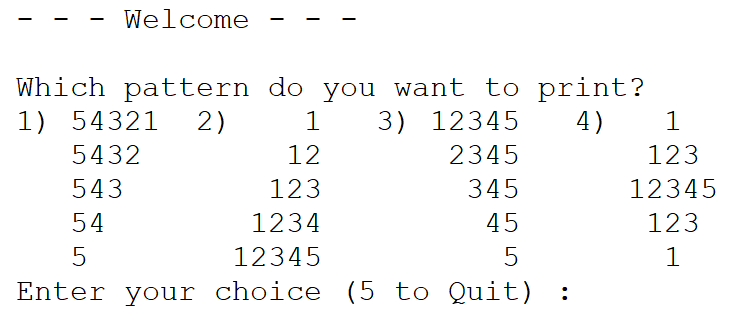 - - - Welcome - - -
Which pattern do you want to print?
1) 54321  2)     1   3) 12345   4)   1
   5432        12       2345      123
   543        123        345     12345
   54        1234         45      123
   5        12345          5       1
Enter your choice (5 to Quit) :